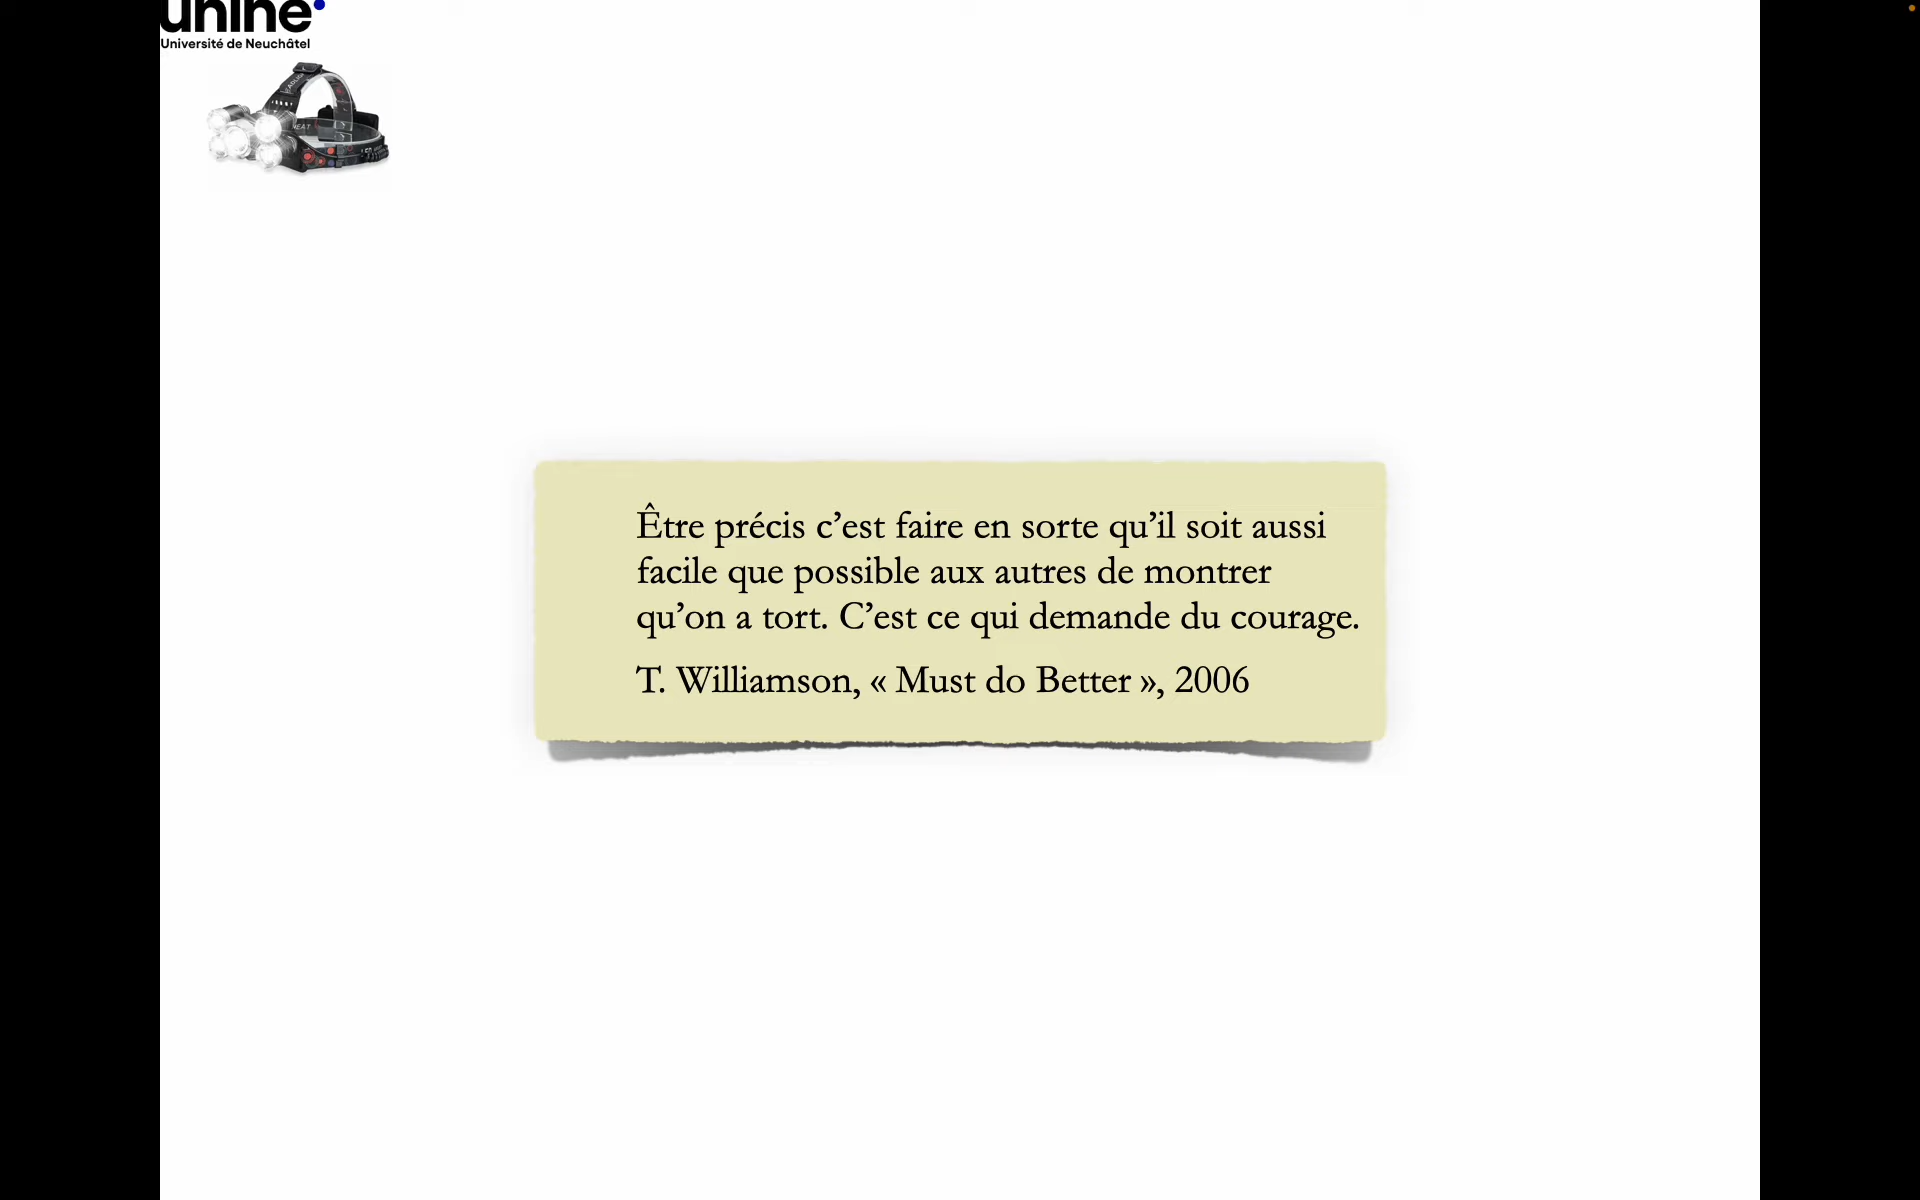 unine
Université de Neuchâtel
HEAT
Être précis c’est faire en sorte qu’il soit aussi
facile que possible aux autres de montrer
qu’on a tort. C’est ce qui demande du courage.
T. Williamson, « Must do Better », 2006